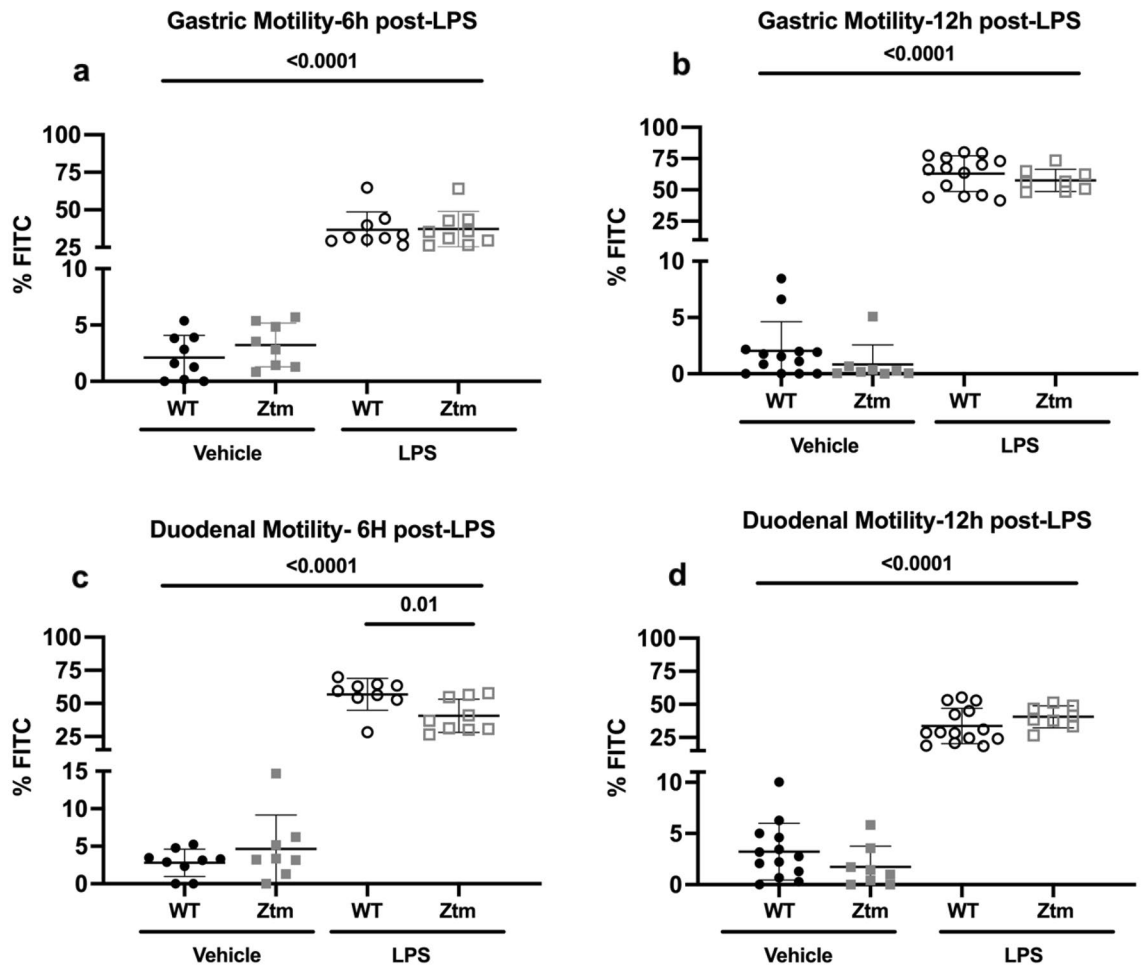 Gastric Motility-6h post-LPS
a
<0.0001
100
75
50
25
10
5
0
% FITC
WT Ztm WT Ztm
Vehicle LPS
Gastric Motility-12h post-LPS
b
<0.0001
100
75
50
25
10
5
0
% FITC
WT Ztm WT Ztm
Vehicle LPS
Duodenal Motility- 6H post-LPS
c
<0.0001
0.01
100
75
50
25
15
10
5
0
% FITC
WT Ztm WT Ztm
Vehicle LPS
Duodenal Motility-12h post-LPS
d
<0.0001
100
75
50
25
10
5
0
% FITC
WT Ztm WT Ztm
Vehicle LPS